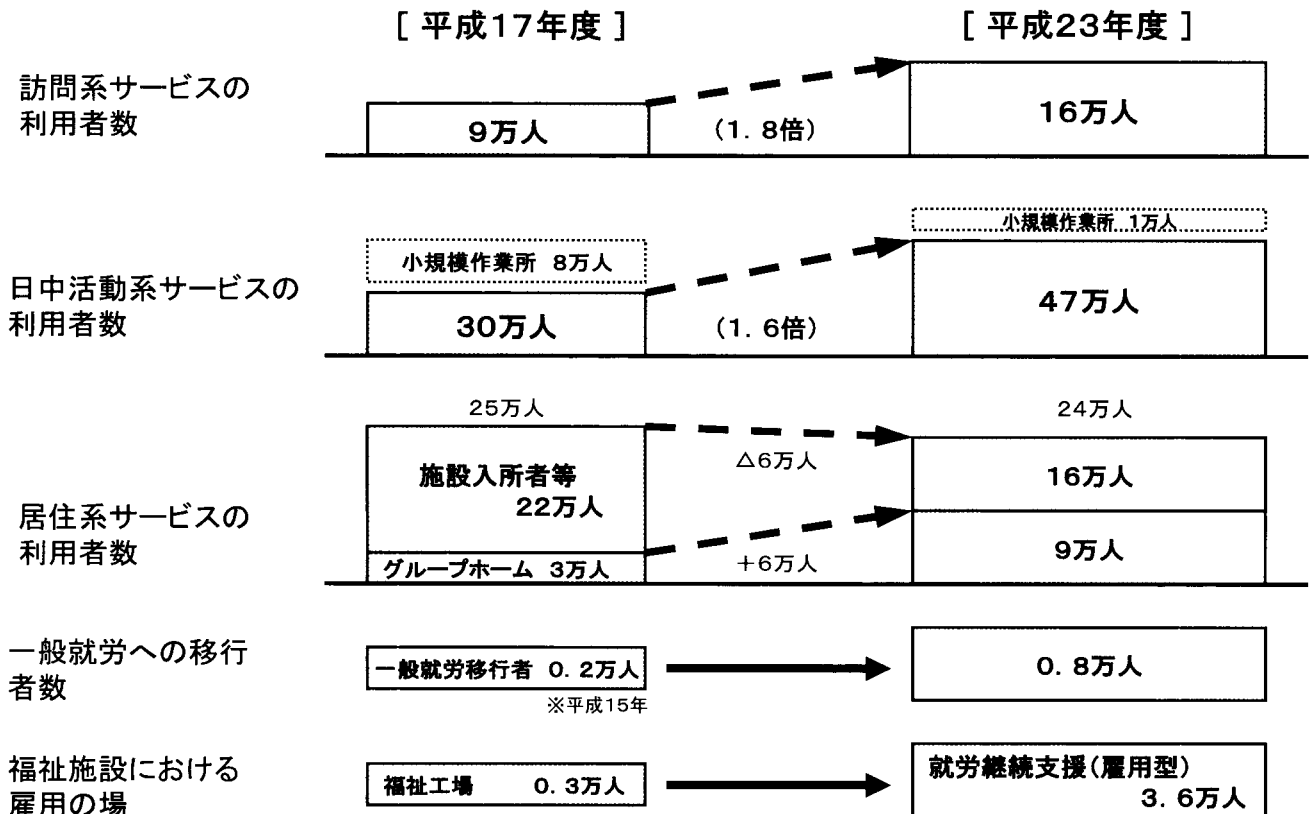 [ 平成17年度 ]
[ 平成23年度 ]
訪問系サービスの
利用者数
9万人
(1.8倍)
16万人
日中活動系サービスの
利用者数
小規模作業所 8万人
30万人
(1.6倍)
小規模作業所 1万人
47万人
居住系サービスの
利用者数
25万人
施設入所者等
22万人
グループホーム 3万人
△6万人
+6万人
24万人
16万人
9万人
一般就労への移行
者数
一般就労移行者 0.2万人
※平成15年
0.8万人
福祉施設における
雇用の場
福祉工場 0.3万人
就労継続支援(雇用型)
3.6万人